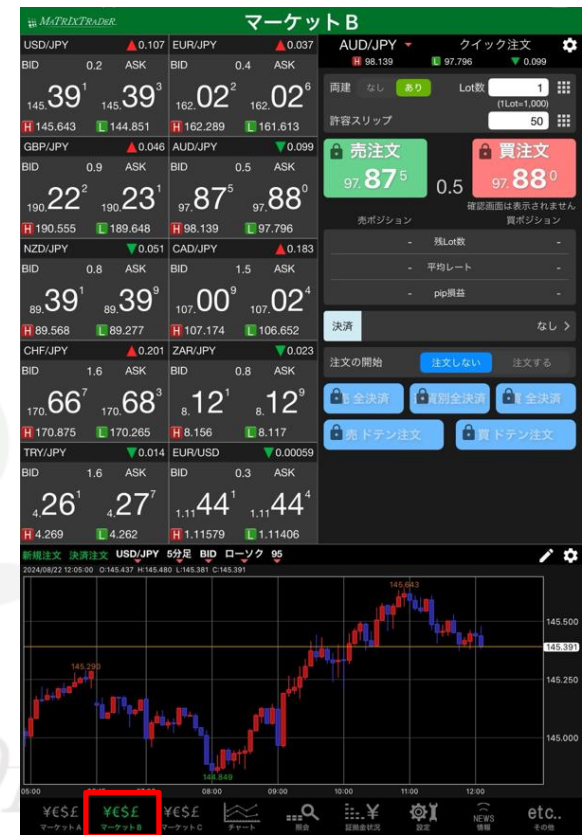 MATRIX TRADER
マーケットB
USD/JPY ▲0.107 EUR/JPY ▲0.037
BID 0.2 ASK BID 0.4 ASK
145.39¹ 145.39³ 162.02² 162.02⁶
H 145.643 L 144.851 H 162.289 L 161.613
GBP/JPY ▲0.046 AUD/JPY ▼0.099
BID 0.9 ASK BID 0.5 ASK
190.22² 190.23¹ 97.87⁵ 97.88⁰
H 190.555 L 189.648 H 98.139 L 97.796
NZD/JPY ▼0.051 CAD/JPY ▲0.183
BID 0.8 ASK BID 1.5 ASK
89.39¹ 89.39⁹ 107.00⁹ 107.02⁴
H 89.568 L 89.277 H 107.174 L 106.652
CHF/JPY ▲0.201 ZAR/JPY ▼0.023
BID 1.6 ASK BID 0.8 ASK
170.66⁷ 170.68³ 8.12¹ 8.12⁹
H 170.875 L 170.265 H 8.156 L 8.117
TRY/JPY ▼0.014 EUR/USD ▼0.00059
BID 1.6 ASK BID 0.3 ASK
4.26¹ 4.27⁷ 1.1144¹ 1.1144⁴
H 4.269 L 4.262 H 1.11579 L 1.11406
AUD/JPY ▼ クイック注文
H 98.139 L 97.796 ▼0.099
両建 なし あり Lot数 1
(1Lot=1,000)
許容スリップ 50
売注文 買注文
97.87⁵ 0.5 97.88⁰
確認画面は表示されません
売ポジション 買ポジション
- 残Lot数 -
- 平均レート -
- pip損益 -
決済 なし >
注文の開始 注文しない 注文する
全決済 別全決済 全決済
売 ドテン注文 買 ドテン注文
新規注文 決済注文 USD/JPY 5分足 BID ローソク 95
2024/08/22 12:05:00 O:145.437 H:145.480 L:145.381 C:145.391
145.643
145.500
145.391
145.290
145.250
145.000
144.849
05:00 07:00 08:00 09:00 10:00 11:00 12:00
¥€$£ ¥€$£ ¥€$£ ¥ etc..
マーケットA マーケットB マーケットC チャート 照会 証拠金状況 設定 NEWS 情報 その他